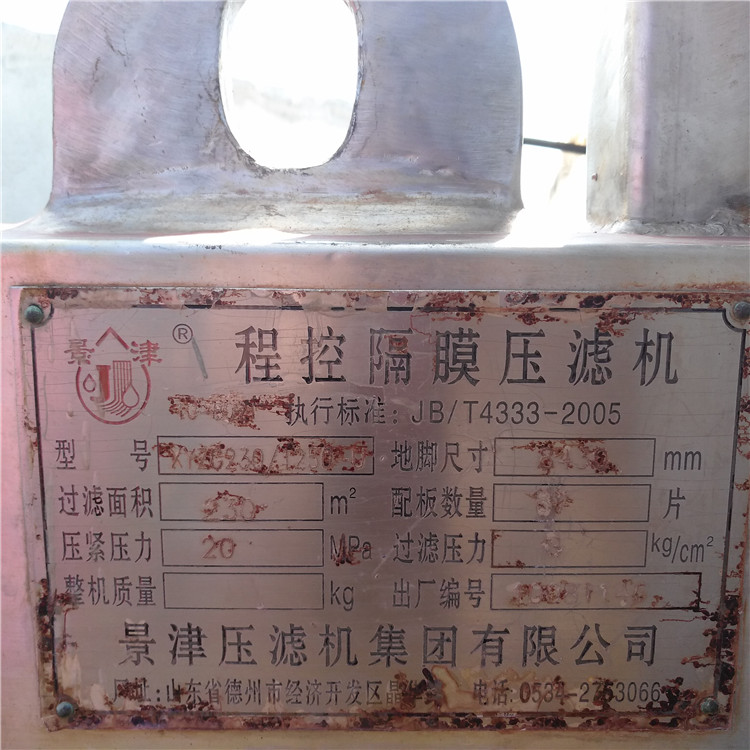 景津 ® 程控隔膜压滤机
执行标准: JB/T4333-2005
型号 地脚尺寸 mm
过滤面积 230 m² 配板数量 片
压紧压力 20 MPa 过滤压力 kg/cm²
整机质量 kg 出厂编号
景津压滤机集团有限公司
址:山东省德州市经济开发区晶华 电话:0534-2753066